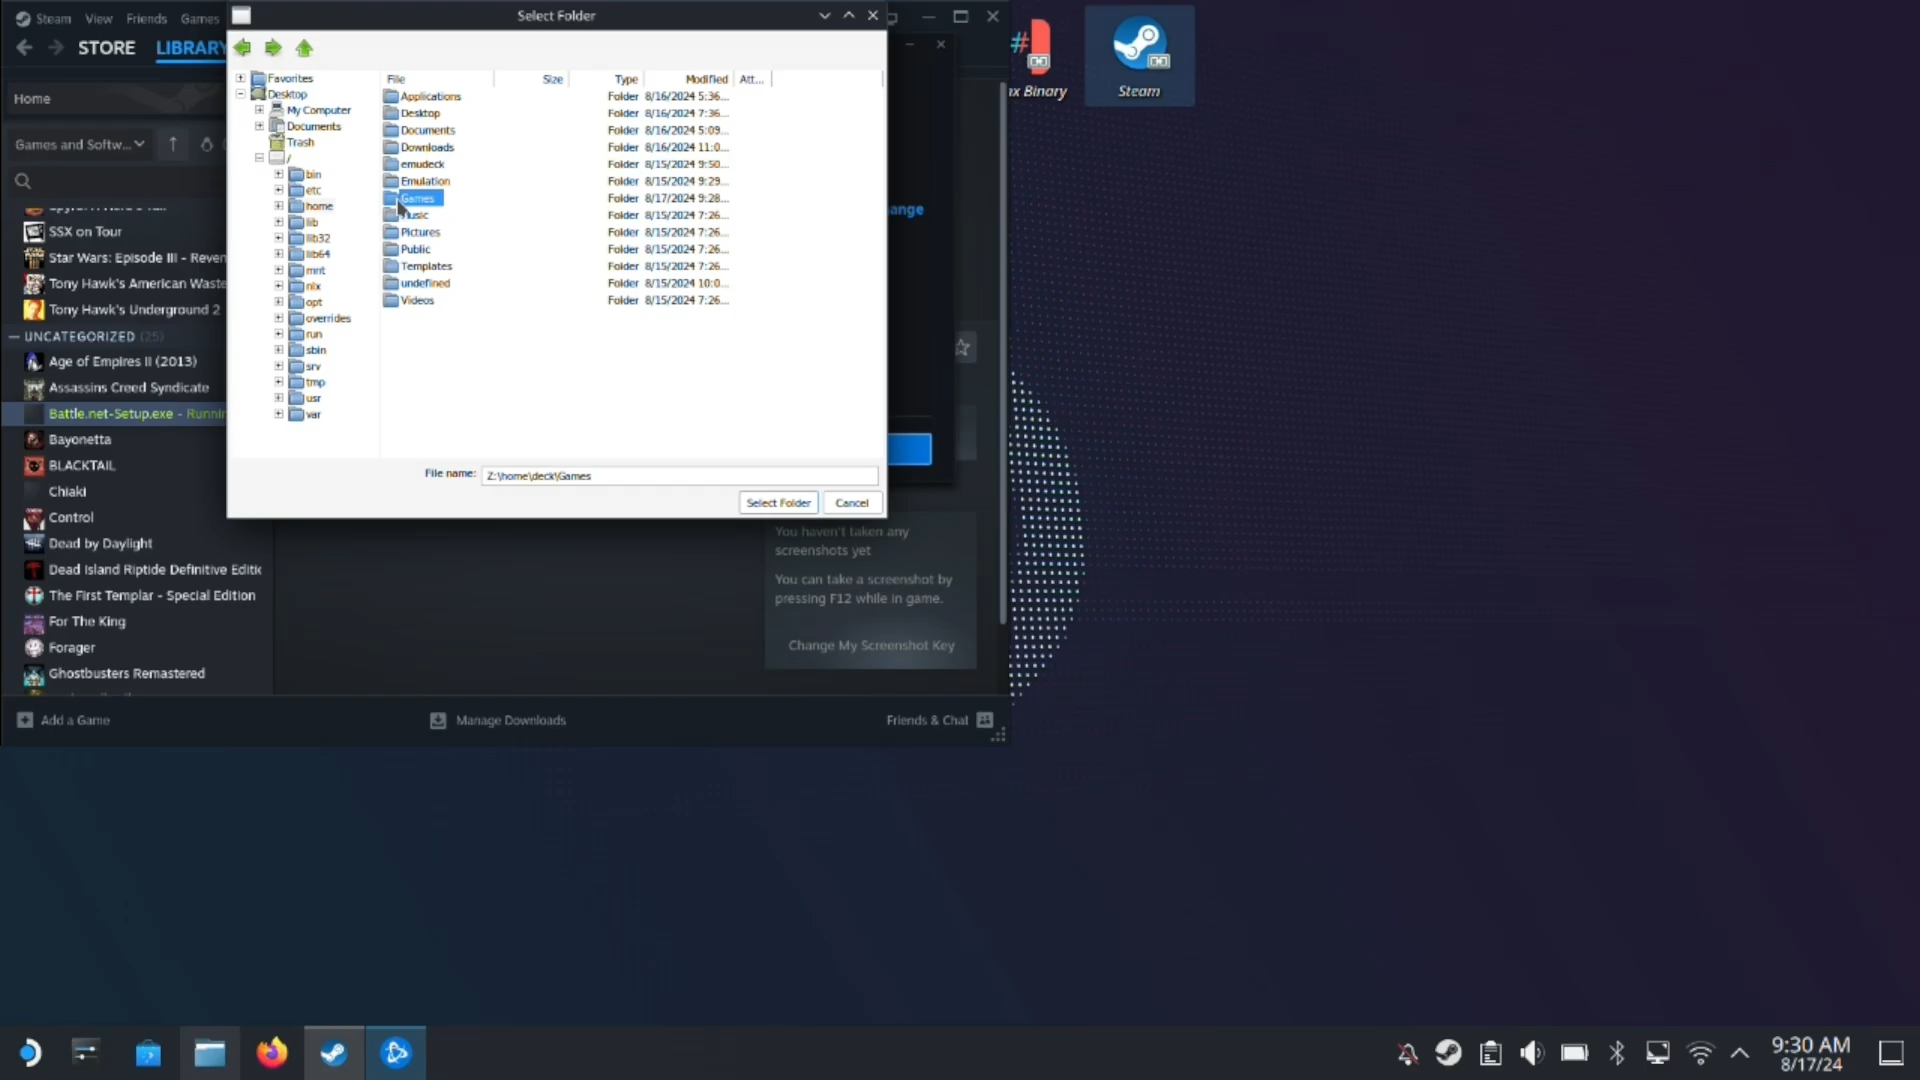 Steam View Friends Games
STORE LIBRARY
Home
Games and Softw...
SSX on Tour
Star Wars: Episode III - Reven
Tony Hawk's American Waste
Tony Hawk's Underground 2
UNCATEGORIZED (25)
Age of Empires II (2013)
Assassins Creed Syndicate
Battle.net-Setup.exe - Runnin
Bayonetta
BLACKTAIL
Chiaki
Control
Dead by Daylight
Dead Island Riptide Definitive Editi
The First Templar - Special Edition
For The King
Forager
Ghostbusters Remastered
Add a Game
Manage Downloads
Friends & Chat
Select Folder
Favorites
Desktop
My Computer
Documents
Trash
/
bin
etc
home
lib
lib32
lib64
mnt
nix
opt
overrides
run
sbin
srv
tmp
usr
var
File Size Type Modified Att...
Applications Folder 8/16/2024 5:36...
Desktop Folder 8/16/2024 7:36...
Documents Folder 8/16/2024 5:09...
Downloads Folder 8/16/2024 11:0...
emudeck Folder 8/15/2024 9:50...
Emulation Folder 8/15/2024 9:29...
Games Folder 8/17/2024 9:28...
Music Folder 8/15/2024 7:26...
Pictures Folder 8/15/2024 7:26...
Public Folder 8/15/2024 7:26...
Templates Folder 8/15/2024 7:26...
undefined Folder 8/15/2024 10:0...
Videos Folder 8/15/2024 7:26...
File name: Z:\home\deck\Games
Select Folder Cancel
ange
You haven't taken any
screenshots yet
You can take a screenshot by
pressing F12 while in game.
Change My Screenshot Key
#
nx Binary
Steam
9:30 AM
8/17/24